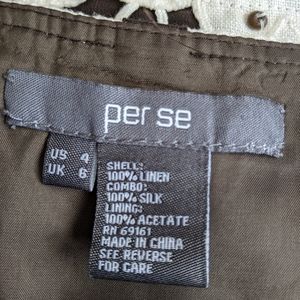 per se
US 4
UK 6
SHELL:
100% LINEN
COMBO:
100% SILK
LINING:
100% ACETATE
RN 69161
MADE IN CHINA
SEE REVERSE
FOR CARE